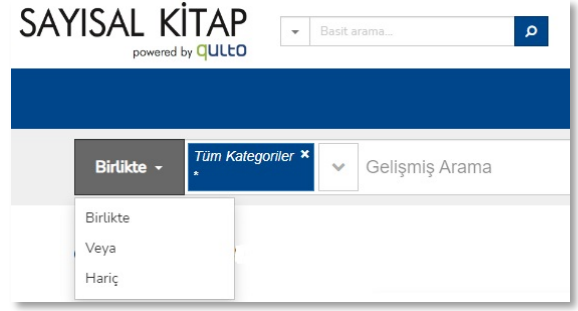 SAYISAL KİTAP
powered by qulto
Basit arama...
Birlikte
Tüm Kategoriler ×
*
Gelişmiş Arama
Birlikte
Veya
Hariç